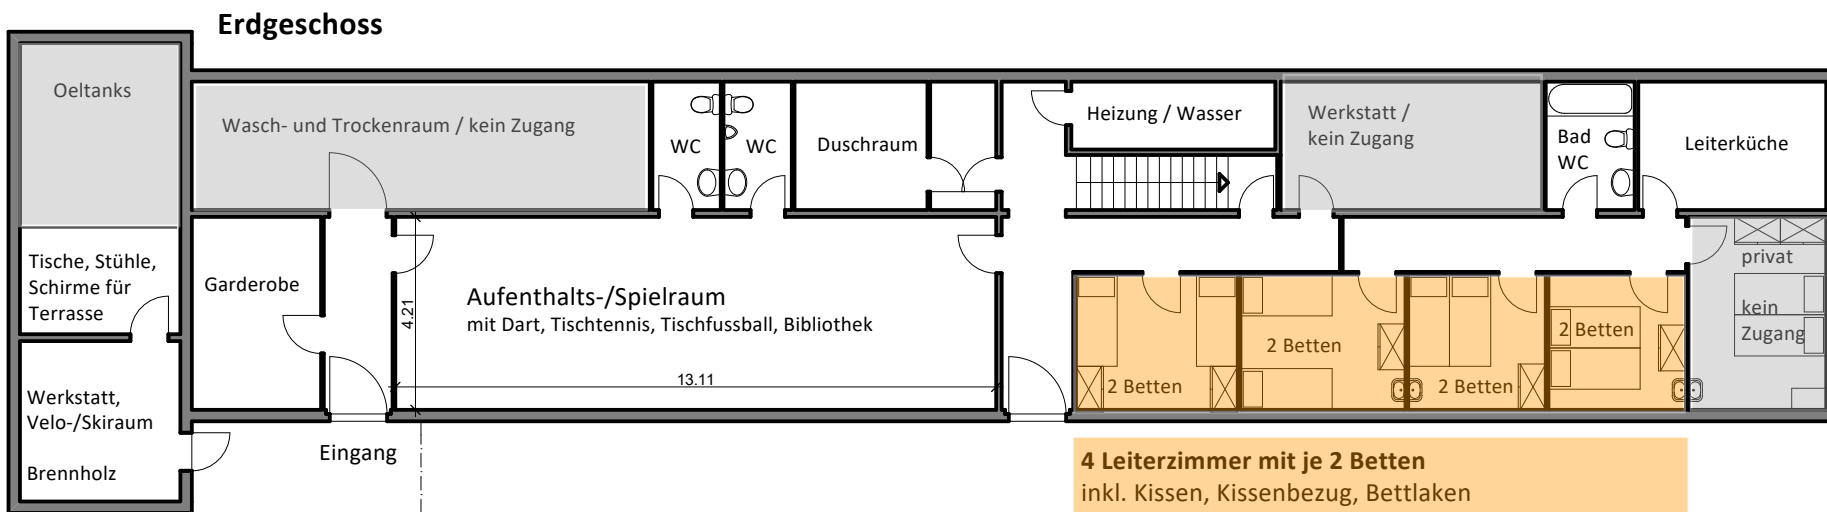 Erdgeschoss
Oeltanks
Wasch- und Trockenraum / kein Zugang
WC
WC
Duschraum
Heizung / Wasser
Werkstatt /
kein Zugang
Bad
WC
Leiterküche
Tische, Stühle,
Schirme für
Terrasse
Garderobe
4.21
Aufenthalts-/Spielraum
mit Dart, Tischtennis, Tischfussball, Bibliothek
13.11
2 Betten
2 Betten
2 Betten
2 Betten
privat
kein
Zugang
Werkstatt,
Velo-/Skiraum
Brennholz
Eingang
4 Leiterzimmer mit je 2 Betten
inkl. Kissen, Kissenbezug, Bettlaken